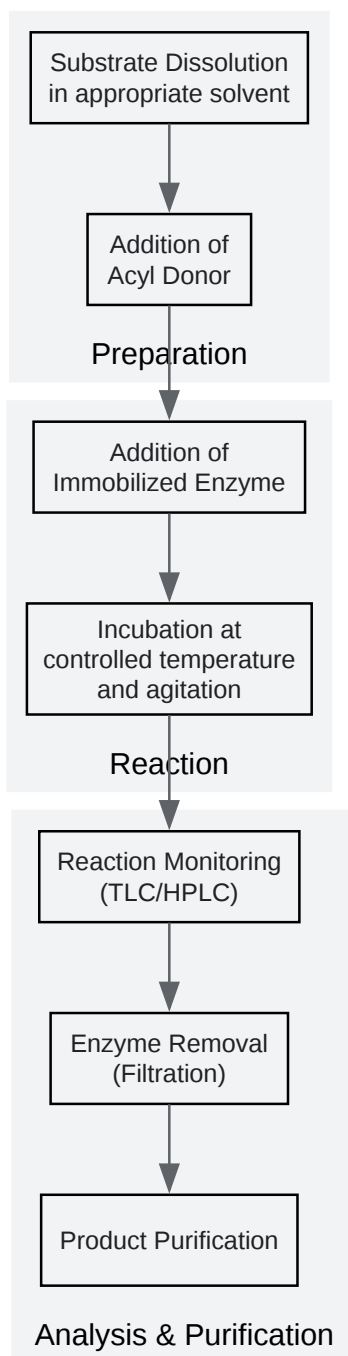 Substrate Dissolution
in appropriate solvent
Addition of
Acyl Donor
Preparation
Addition of
Immobilized Enzyme
Incubation at
controlled temperature
and agitation
Reaction
Reaction Monitoring
(TLC/HPLC)
Enzyme Removal
(Filtration)
Product Purification
Analysis & Purification